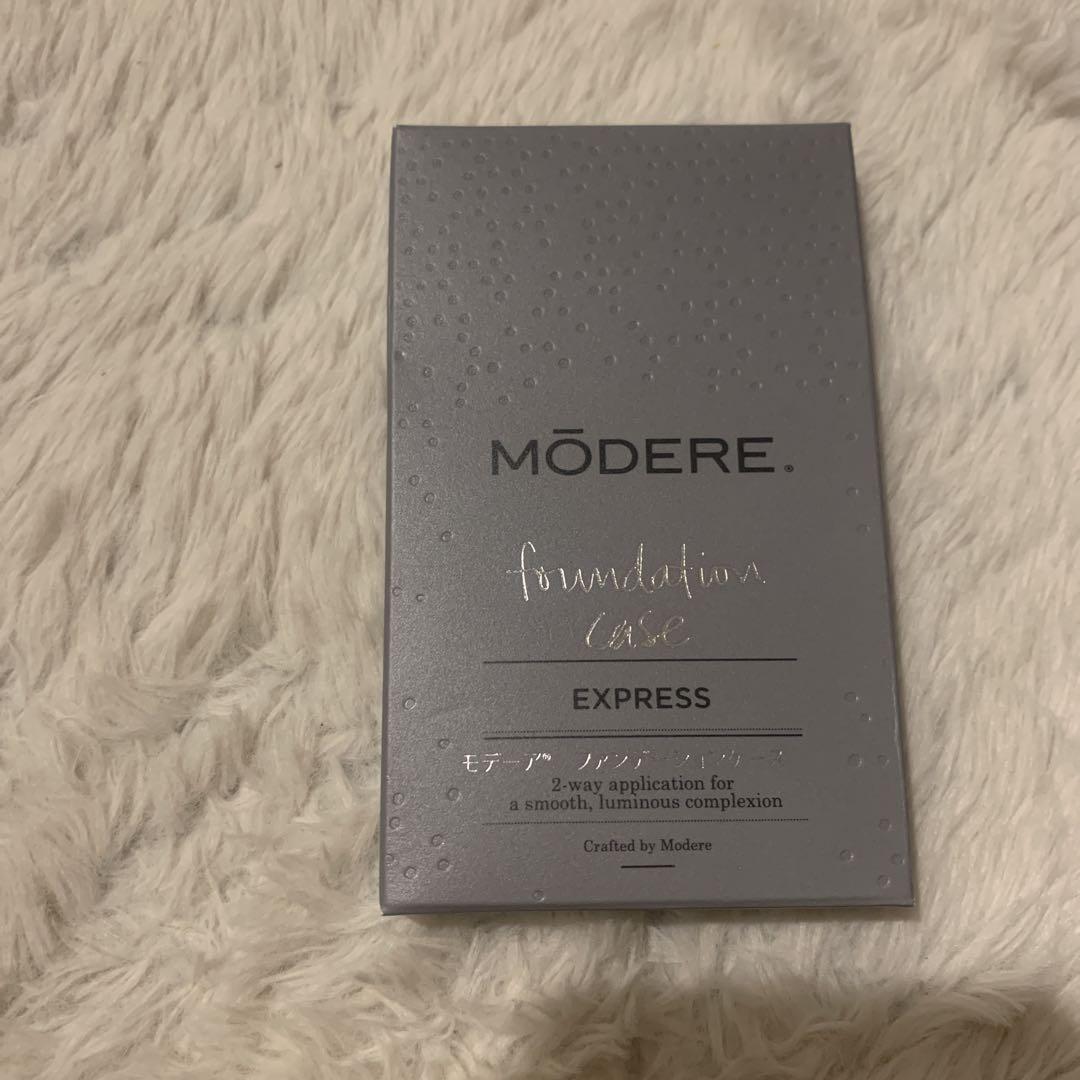 MŌDERE®
foundation
case
EXPRESS
モデーア® ファンデーションケース
2-way application for
a smooth, luminous complexion
Crafted by Modere